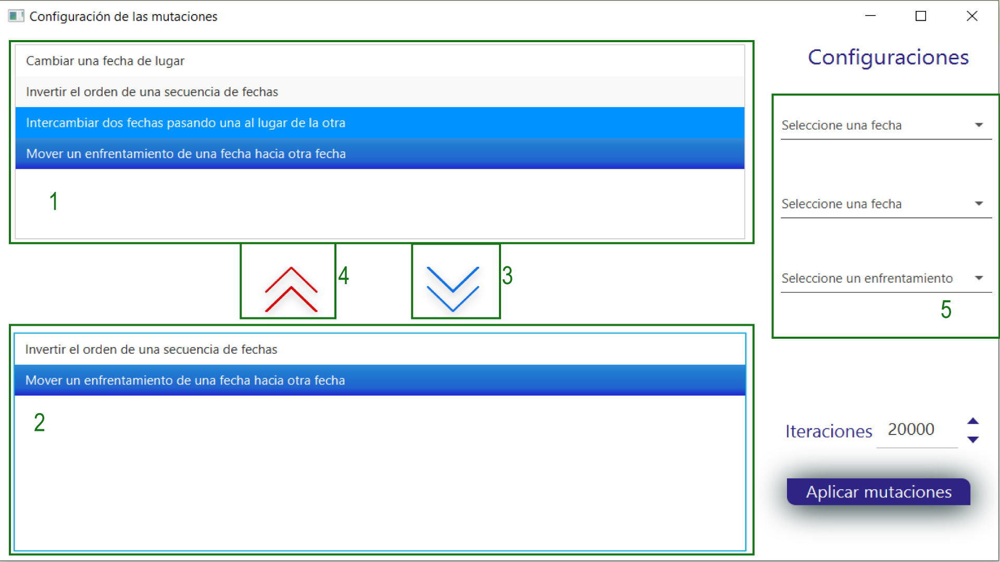 Configuración de las mutaciones
Cambiar una fecha de lugar
Invertir el orden de una secuencia de fechas
Intercambiar dos fechas pasando una al lugar de la otra
Mover un enfrentamiento de una fecha hacia otra fecha
1
4
3
Invertir el orden de una secuencia de fechas
Mover un enfrentamiento de una fecha hacia otra fecha
2
Configuraciones
Seleccione una fecha
Seleccione una fecha
Seleccione un enfrentamiento
5
Iteraciones 20000
Aplicar mutaciones